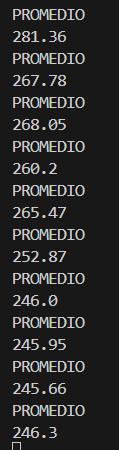 PROMEDIO
281.36
PROMEDIO
267.78
PROMEDIO
268.05
PROMEDIO
260.2
PROMEDIO
265.47
PROMEDIO
252.87
PROMEDIO
246.0
PROMEDIO
245.95
PROMEDIO
245.66
PROMEDIO
246.3